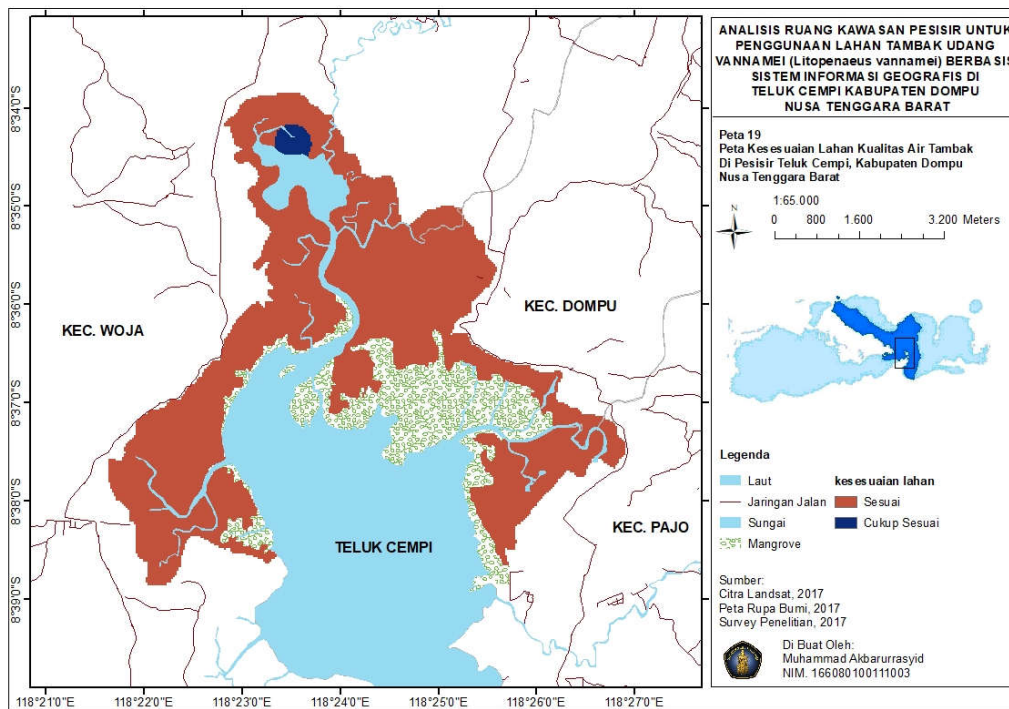 ANALISIS RUANG KAWASAN PESISIR UNTUK
PENGGUNAAN LAHAN TAMBAK UDANG
VANNAMEI (Litopenaeus vannamei) BERBASIS
SISTEM INFORMASI GEOGRAFIS DI
TELUK CEMPI KABUPATEN DOMPU
NUSA TENGGARA BARAT
Peta 19
Peta Kesesuaian Lahan Kualitas Air Tambak
Di Pesisir Teluk Cempi, Kabupaten Dompu
Nusa Tenggara Barat
1:65.000
N
0 800 1.600 3.200 Meters
Legenda
Laut
Jaringan Jalan
Sungai
Mangrove
kesesuaian lahan
Sesuai
Cukup Sesuai
Sumber:
Citra Landsat, 2017
Peta Rupa Bumi, 2017
Survey Penelitian, 2017
Di Buat Oleh:
Muhammad Akbarurrasyid
NIM. 166080100111003
KEC. WOJA
KEC. DOMPU
KEC. PAJO
TELUK CEMPI
8°34'0"S
8°35'0"S
8°36'0"S
8°37'0"S
8°38'0"S
8°39'0"S
118°21'0"E
118°22'0"E
118°23'0"E
118°24'0"E
118°25'0"E
118°26'0"E
118°27'0"E